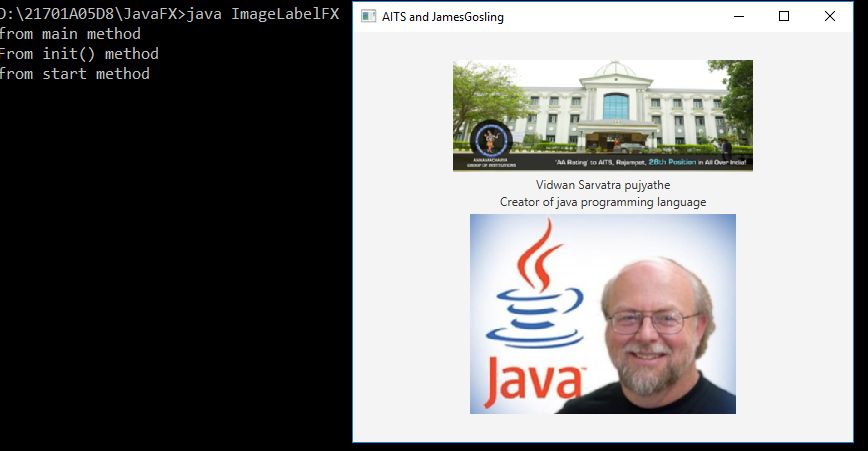 D:\21701A05D8\JavaFX>java ImageLabelFX
from main method
From init() method
from start method
AITS and JamesGosling
ANNAMACHARYA
GROUP OF INSTITUTIONS
'AA Rating' to AITS, Rajampet, 28th Position in All Over India!
Vidwan Sarvatra pujyathe
Creator of java programming language
Java™